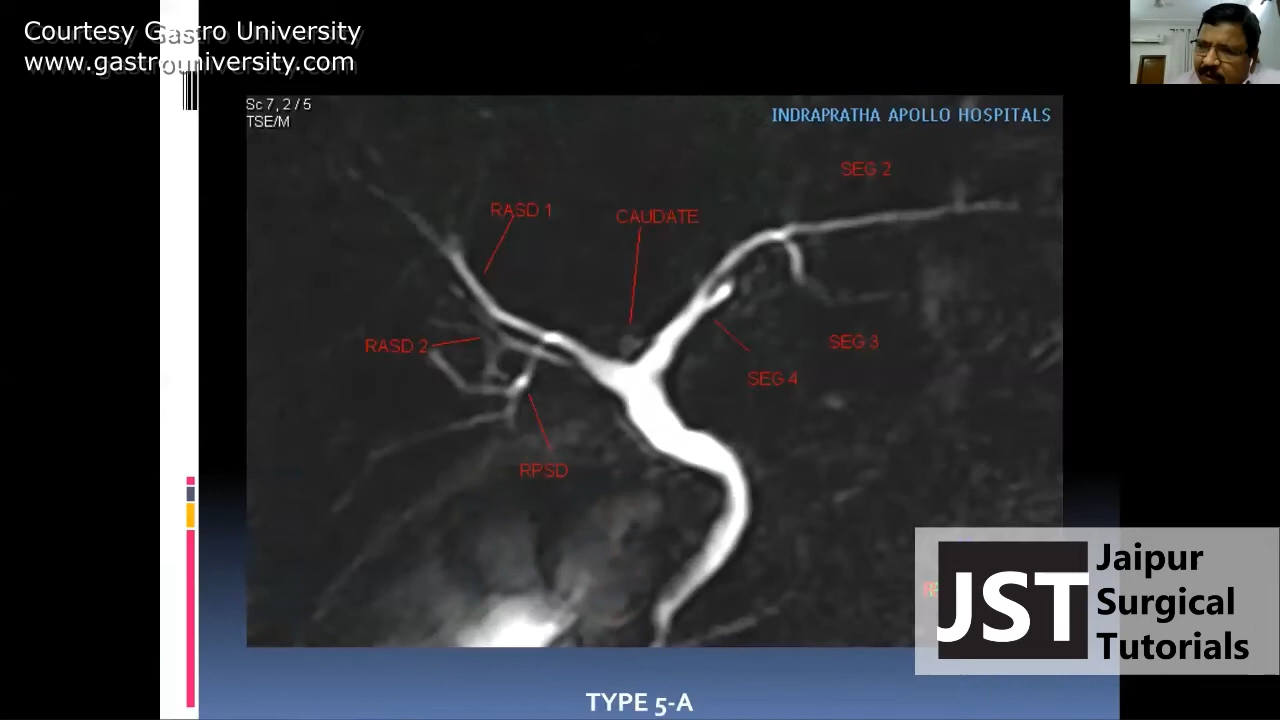 Courtesy Gastro University
www.gastrouniversity.com
Sc 7, 2 / 5
TSE/M
INDRAPRATHA APOLLO HOSPITALS
SEG 2
RASD 1
CAUDATE
RASD 2
SEG 3
SEG 4
RPSD
JST
Jaipur
Surgical
Tutorials
TYPE 5-A